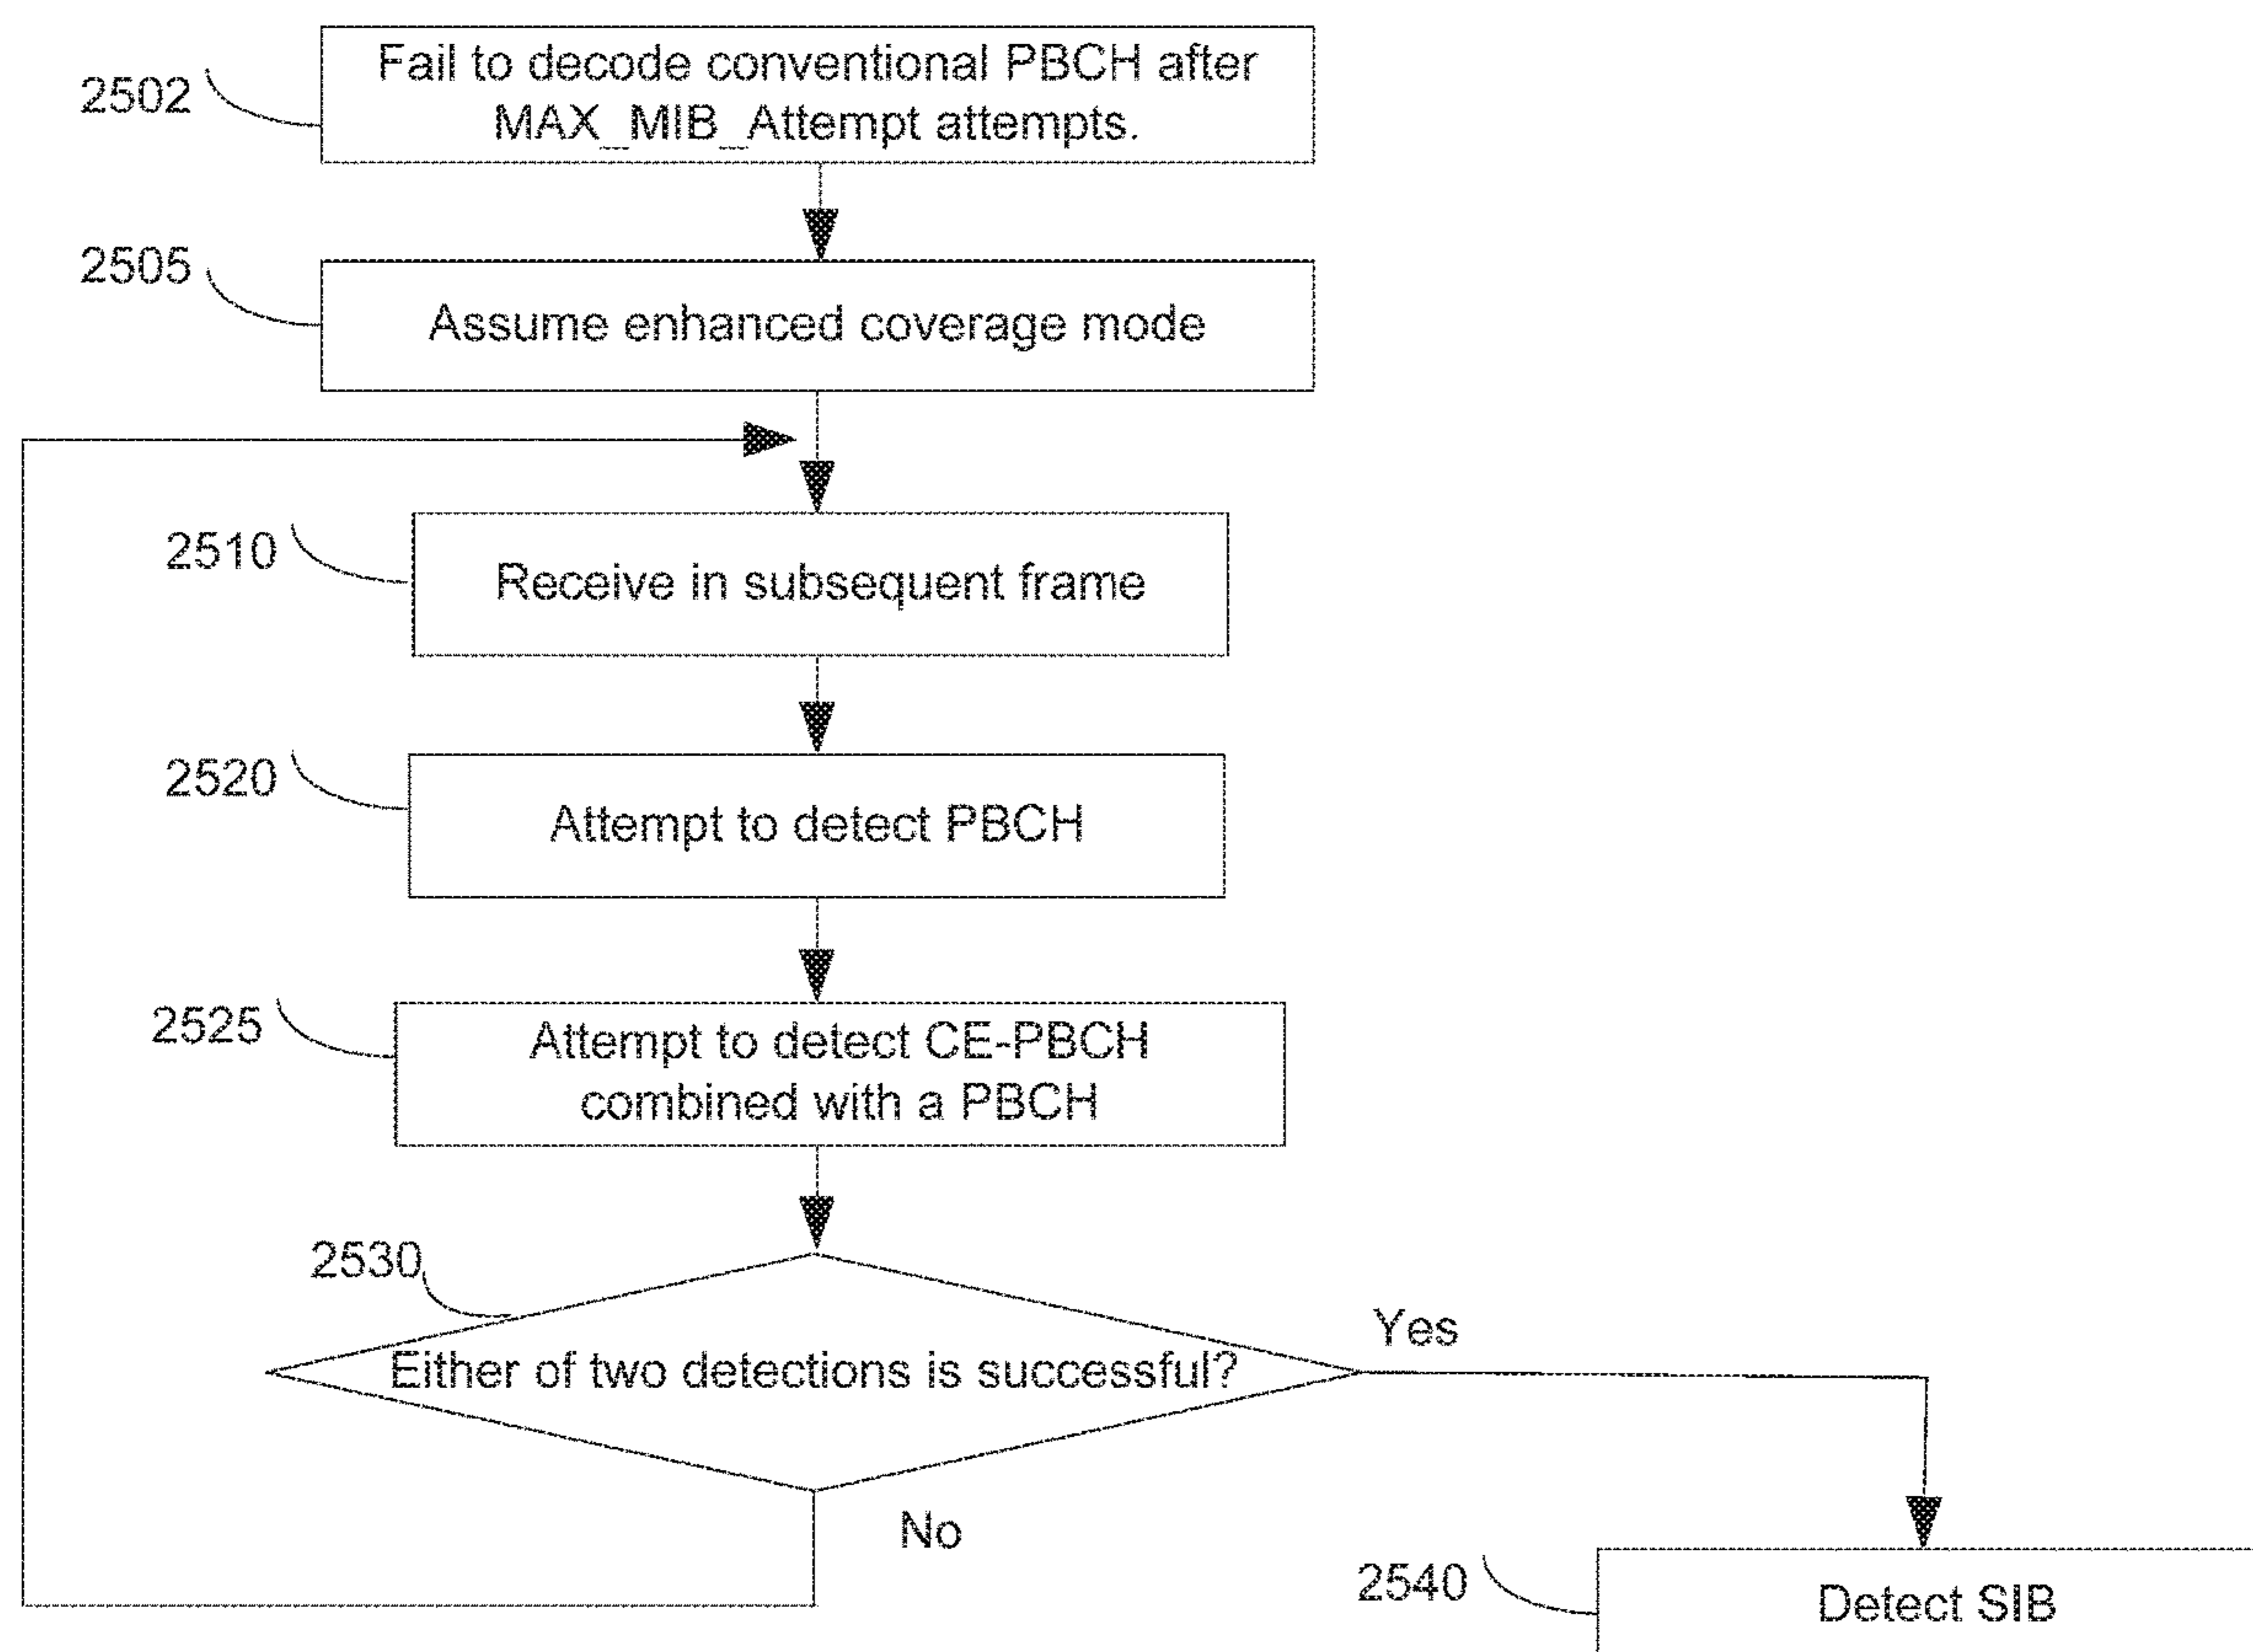 2502
Fail to decode conventional PBCH after
MAX_MIB_Attempt attempts.
2505
Assume enhanced coverage mode
2510
Receive in subsequent frame
2520
Attempt to detect PBCH
2525
Attempt to detect CE-PBCH
combined with a PBCH
2530
Either of two detections is successful?
Yes
No
2540
Detect SIB